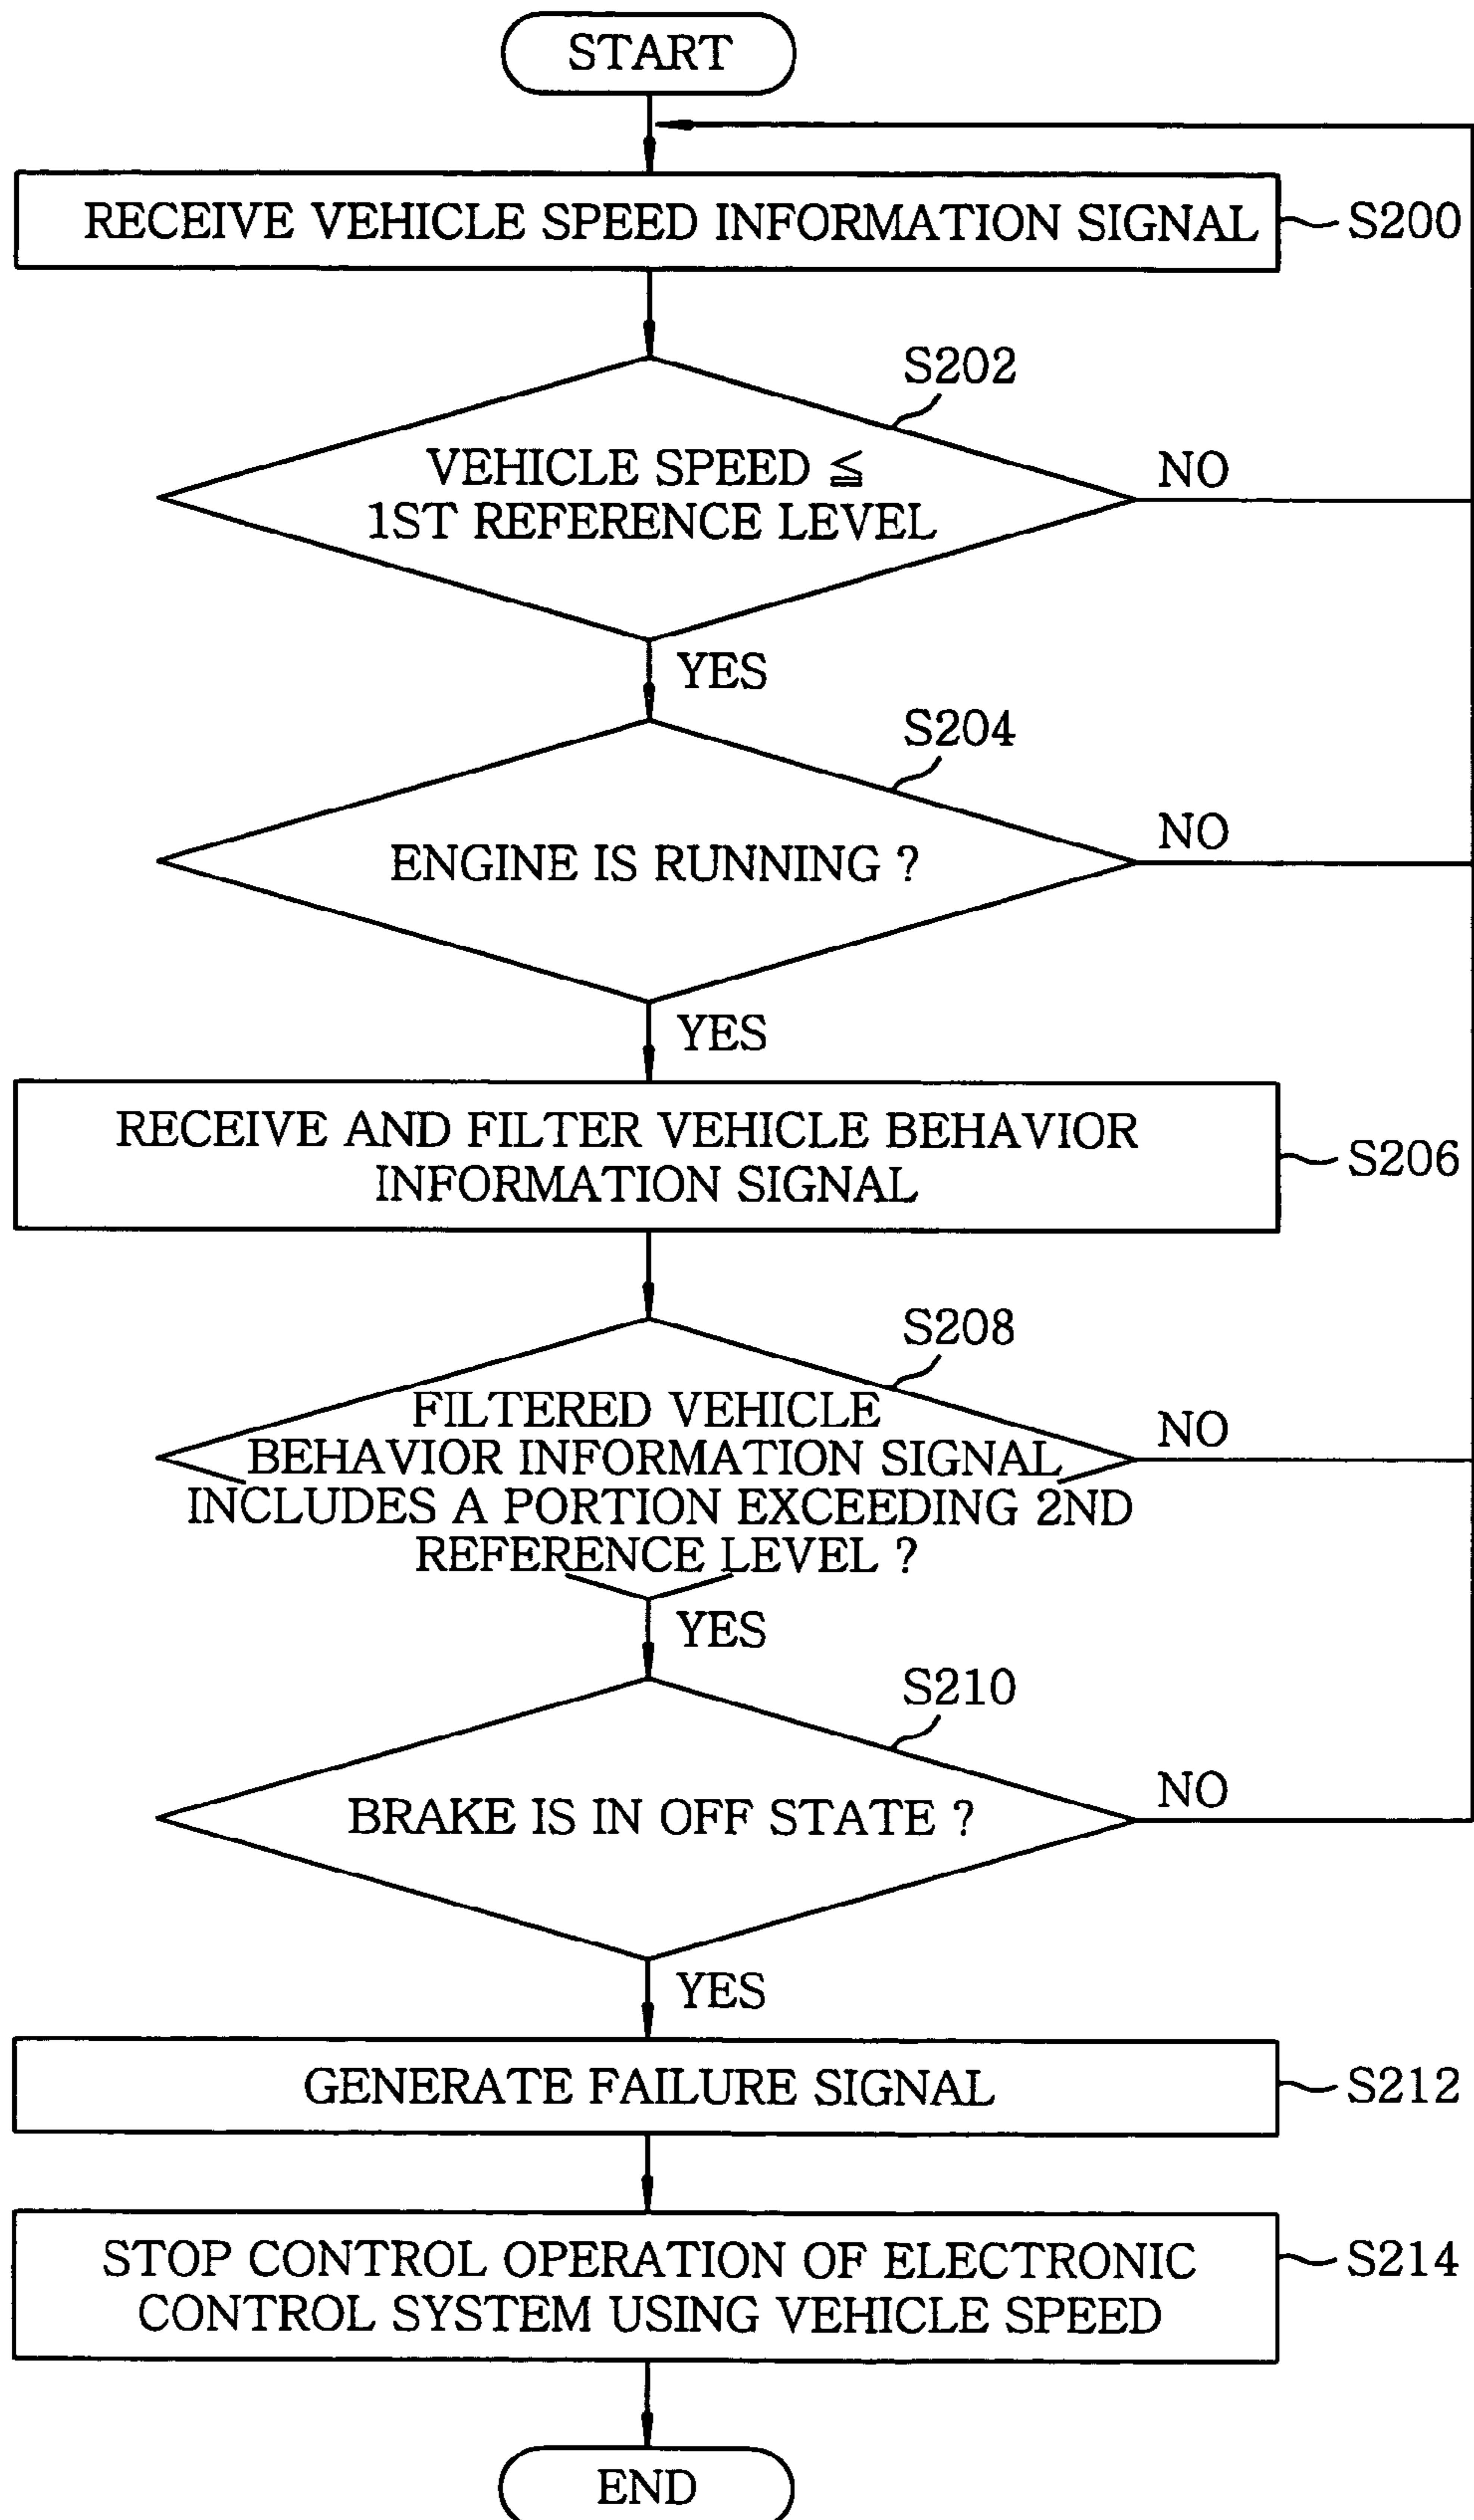 START
RECEIVE VEHICLE SPEED INFORMATION SIGNAL
S200
S202
VEHICLE SPEED ≦
1ST REFERENCE LEVEL
NO
YES
S204
ENGINE IS RUNNING ?
NO
YES
RECEIVE AND FILTER VEHICLE BEHAVIOR
INFORMATION SIGNAL
S206
S208
FILTERED VEHICLE
BEHAVIOR INFORMATION SIGNAL
INCLUDES A PORTION EXCEEDING 2ND
REFERENCE LEVEL ?
NO
YES
S210
BRAKE IS IN OFF STATE ?
NO
YES
GENERATE FAILURE SIGNAL
S212
STOP CONTROL OPERATION OF ELECTRONIC
CONTROL SYSTEM USING VEHICLE SPEED
S214
END